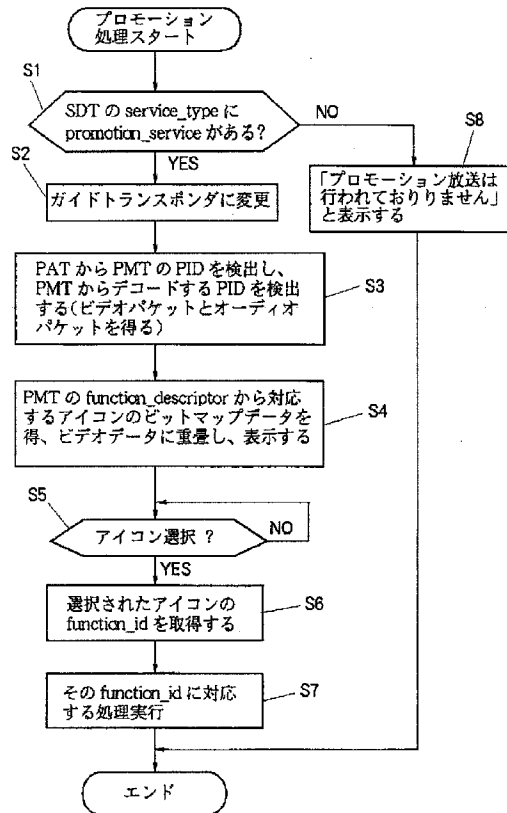 プロモーション
処理スタート
S1
SDT の service_type に
promotion_service がある?
NO
S8
S2
YES
「プロモーション放送は
行われておりりません」
と表示する
ガイドトランスポンダに変更
PAT から PMT の PID を検出し、
PMT からデコードする PID を検出
する(ビデオパケットとオーディオ
パケットを得る)
S3
PMT の function_descriptor から対応
するアイコンのビットマップデータを
得、ビデオデータに重畳し、表示する
S4
S5
アイコン選択 ?
NO
YES
選択されたアイコンの
function_id を取得する
S6
その function_id に対応
する処理実行
S7
エンド